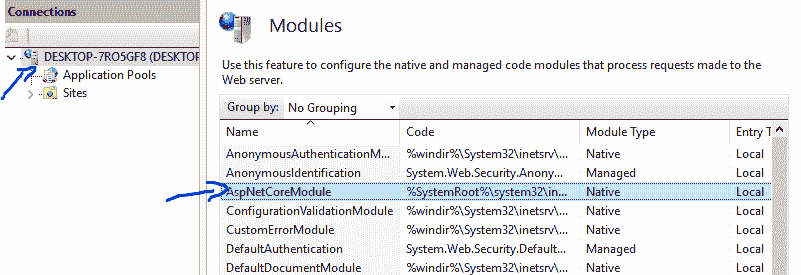 Connections
DESKTOP-7RO5GF8 (DESKTOP
Application Pools
Sites
Modules
Use this feature to configure the native and managed code modules that process requests made to the
Web server.
Group by: No Grouping
Name Code Module Type Entry T
AnonymousAuthenticationM... %windir%\System32\inetsrv\... Native Local
AnonymousIdentification System.Web.Security.Anony... Managed Local
AspNetCoreModule %SystemRoot%\system32\in... Native Local
ConfigurationValidationModule %windir%\System32\inetsrv\... Native Local
CustomErrorModule %windir%\System32\inetsrv\... Native Local
DefaultAuthentication System.Web.Security.Default... Managed Local
DefaultDocumentModule %windir%\System32\inetsrv\... Native Local